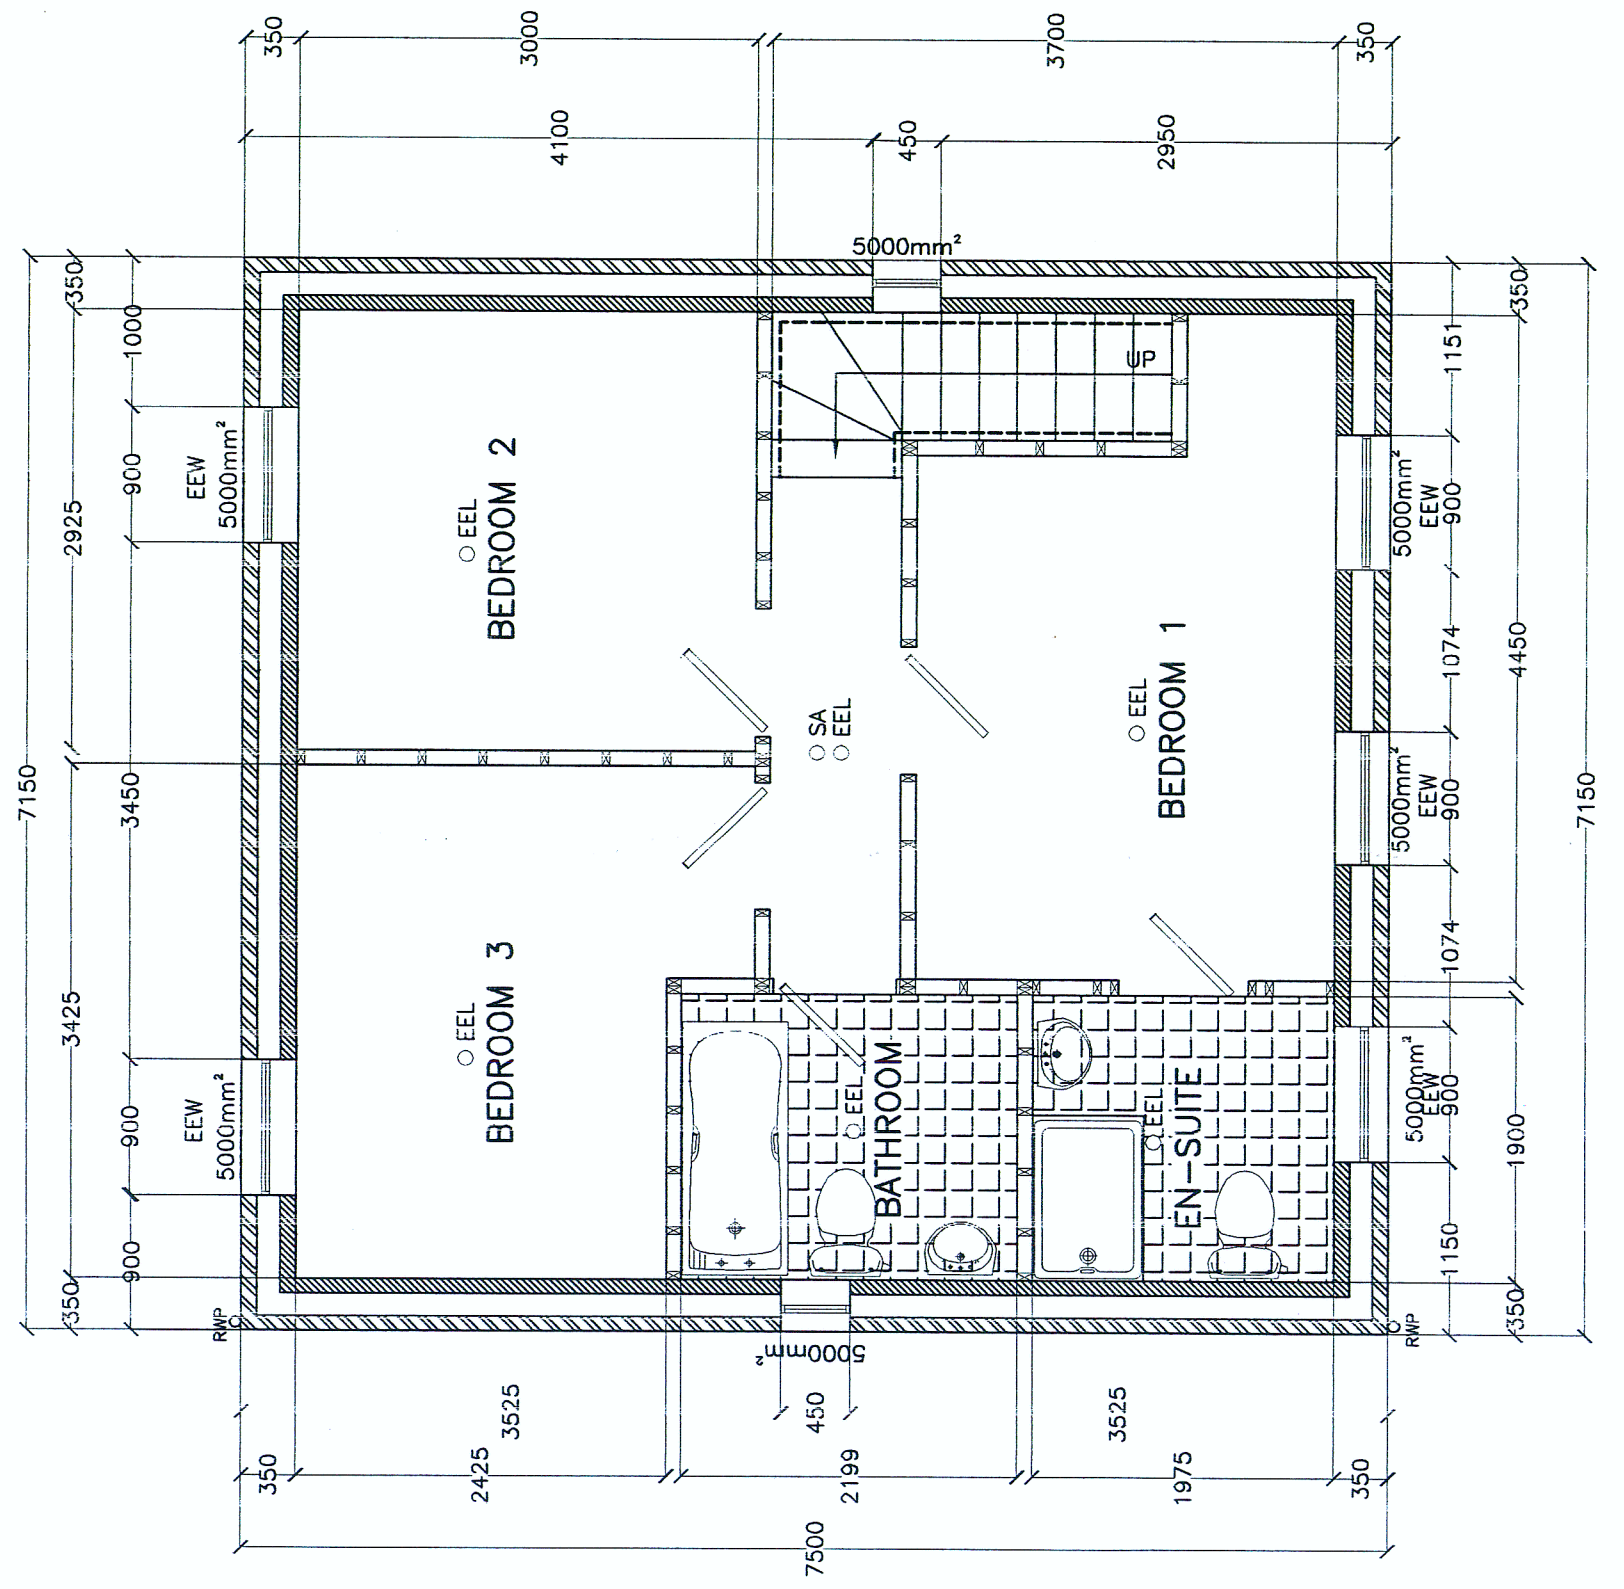 350
3000
3700
350
4100
450
2950
5000mm²
7150
350
2925
3425
350
1000
900
3450
900
900
EEW
5000mm²
EEW
5000mm²
BEDROOM 2
EEL
BEDROOM 3
EEL
UP
SA
EEL
BEDROOM 1
EEL
BATHROOM
EEL
EN-SUITE
EEL
5000mm²
EEW
5000mm²
EEW
5000mm²
EEW
1151
900
1074
900
1074
900
1150
350
4450
1900
350
7150
RWP
RWP
5000mm²
3525
450
3525
350
2425
2199
1975
350
7500